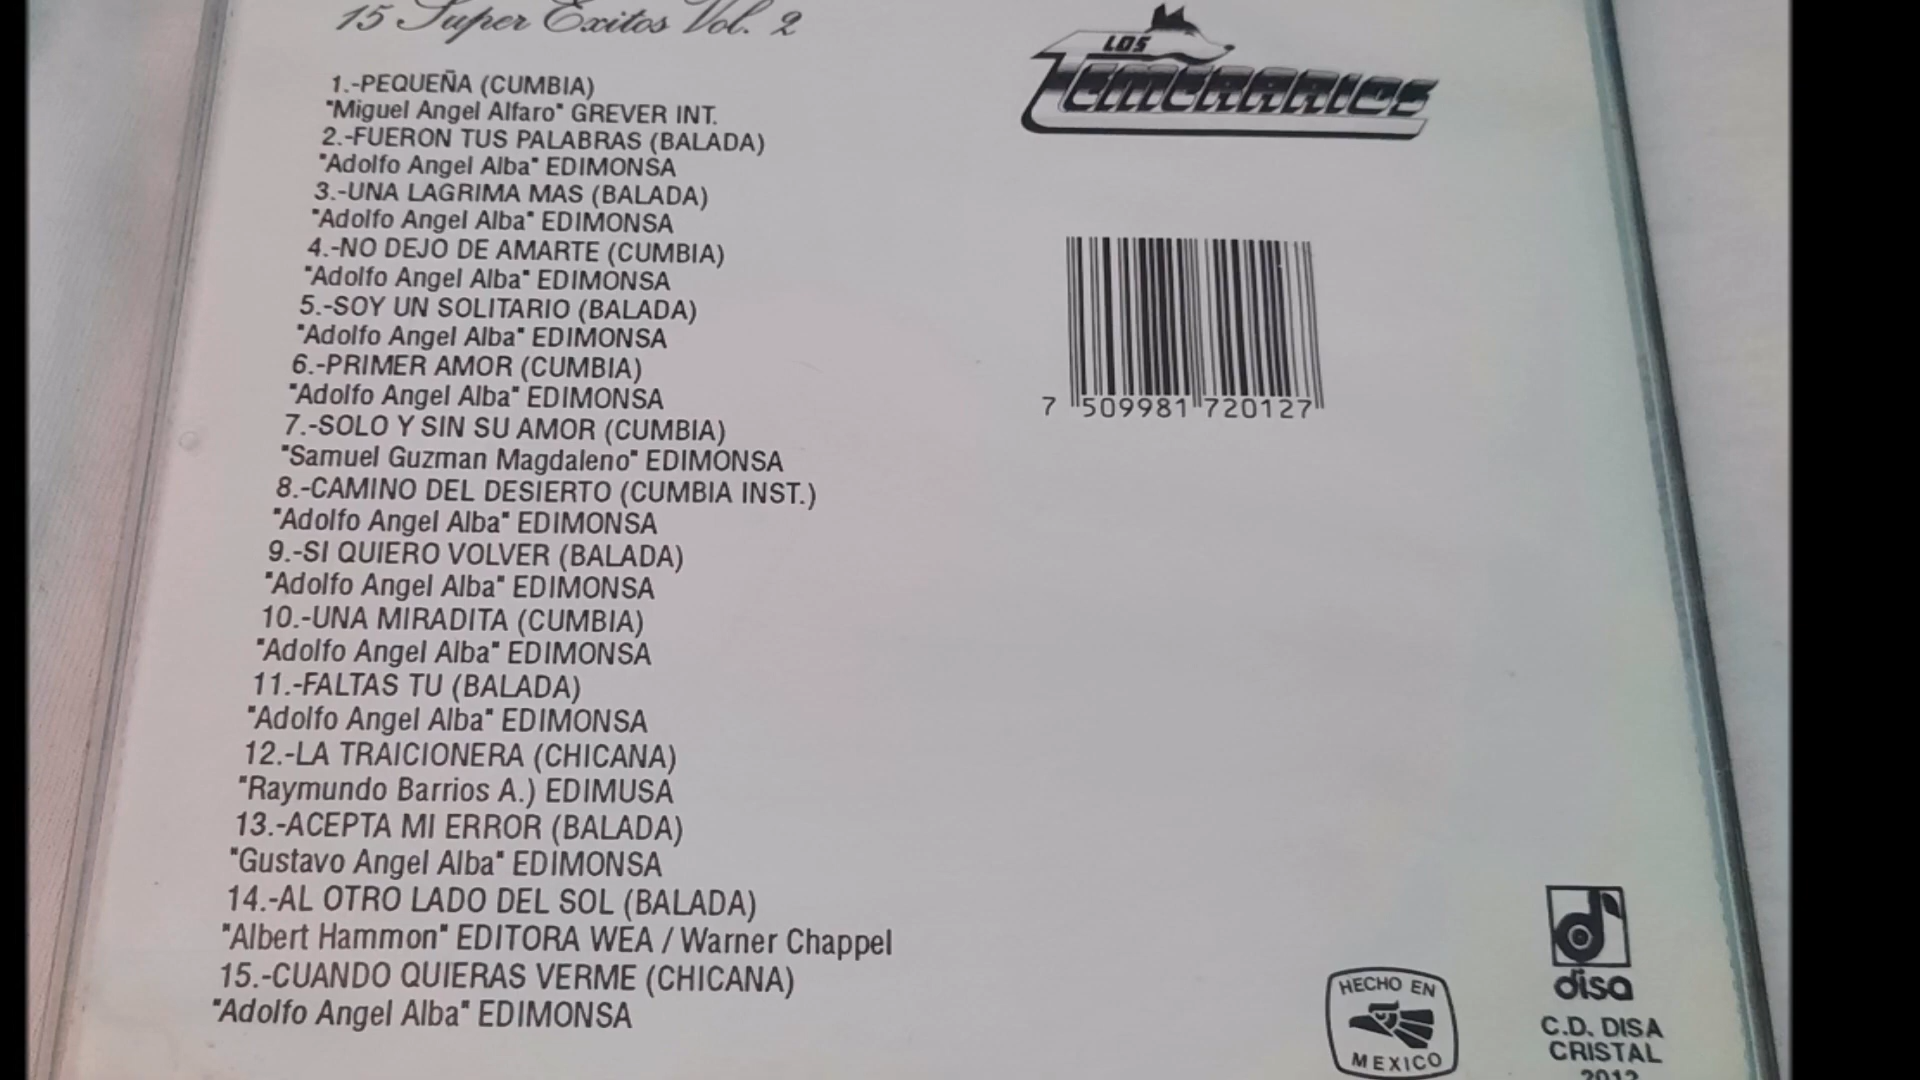 15 Super Exitos Vol. 2
1.-PEQUEÑA (CUMBIA)
"Miguel Angel Alfaro" GREVER INT.
2.-FUERON TUS PALABRAS (BALADA)
"Adolfo Angel Alba" EDIMONSA
3.-UNA LAGRIMA MAS (BALADA)
"Adolfo Angel Alba" EDIMONSA
4.-NO DEJO DE AMARTE (CUMBIA)
"Adolfo Angel Alba" EDIMONSA
5.-SOY UN SOLITARIO (BALADA)
"Adolfo Angel Alba" EDIMONSA
6.-PRIMER AMOR (CUMBIA)
"Adolfo Angel Alba" EDIMONSA
7.-SOLO Y SIN SU AMOR (CUMBIA)
"Samuel Guzman Magdaleno" EDIMONSA
8.-CAMINO DEL DESIERTO (CUMBIA INST.)
"Adolfo Angel Alba" EDIMONSA
9.-SI QUIERO VOLVER (BALADA)
"Adolfo Angel Alba" EDIMONSA
10.-UNA MIRADITA (CUMBIA)
"Adolfo Angel Alba" EDIMONSA
11.-FALTAS TU (BALADA)
"Adolfo Angel Alba" EDIMONSA
12.-LA TRAICIONERA (CHICANA)
"Raymundo Barrios A.) EDIMUSA
13.-ACEPTA MI ERROR (BALADA)
"Gustavo Angel Alba" EDIMONSA
14.-AL OTRO LADO DEL SOL (BALADA)
"Albert Hammon" EDITORA WEA / Warner Chappel
15.-CUANDO QUIERAS VERME (CHICANA)
"Adolfo Angel Alba" EDIMONSA
LOS
TEMERARIOS
7 509981 720127
HECHO EN
MEXICO
disa
C.D. DISA
CRISTAL
2012